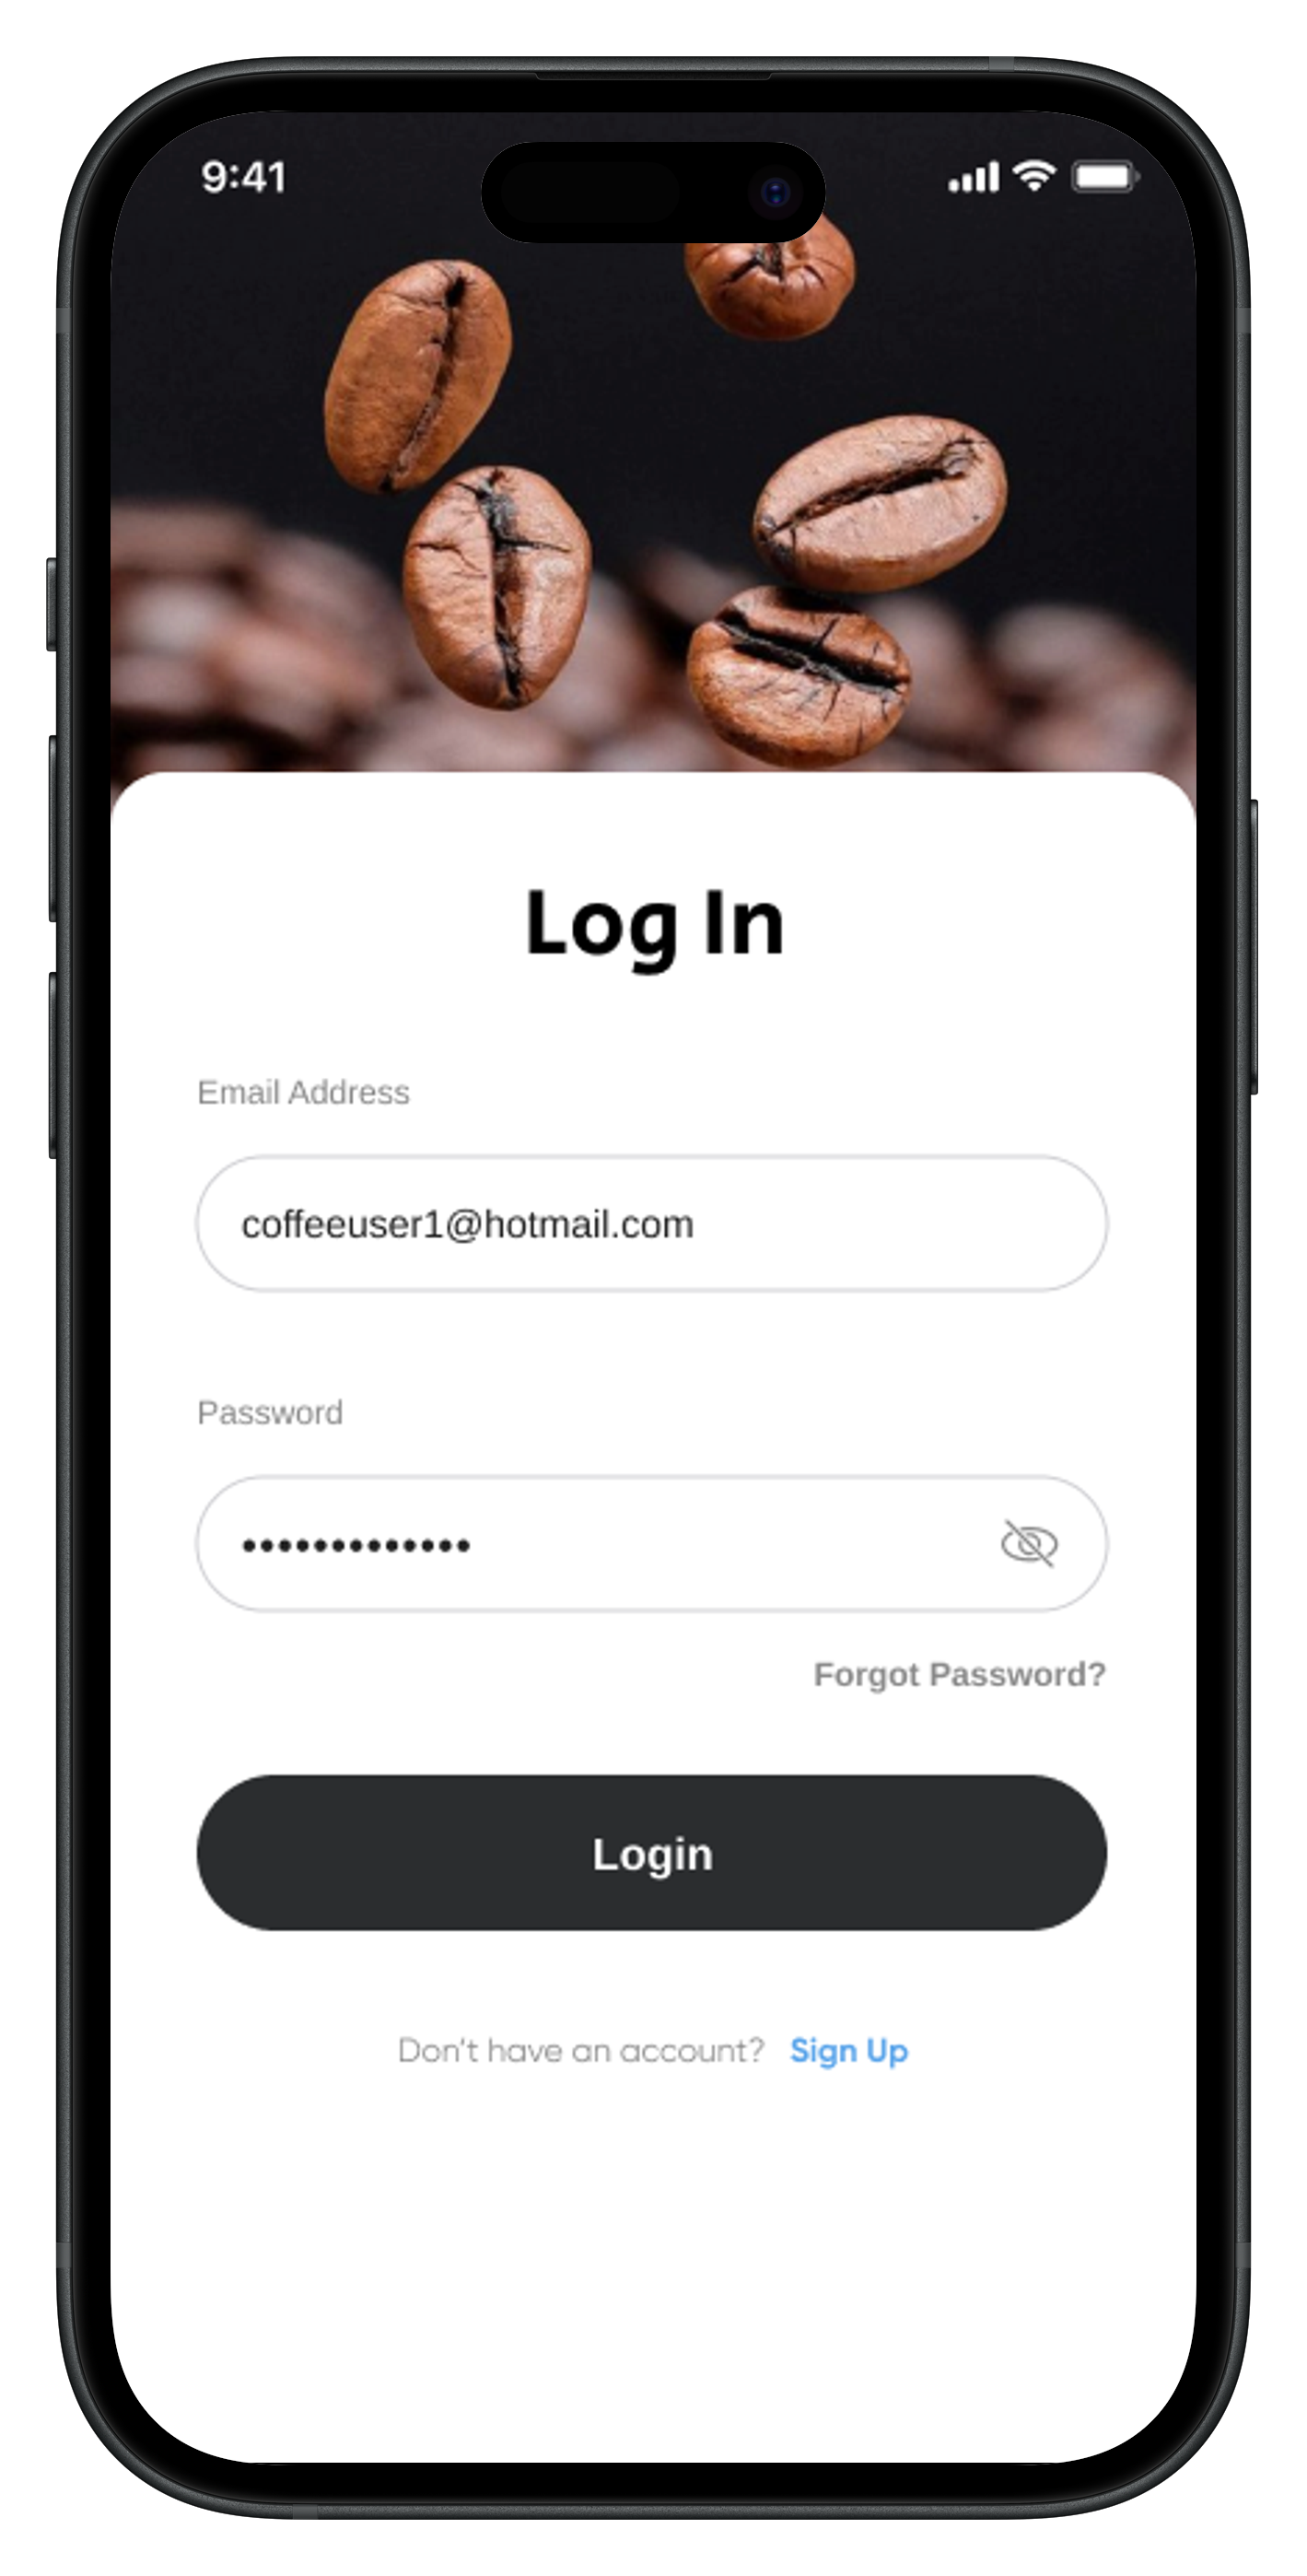 9:41
Log In
Email Address
coffeeuser1@hotmail.com
Password
•••••••••••••
Forgot Password?
Login
Don't have an account? Sign Up